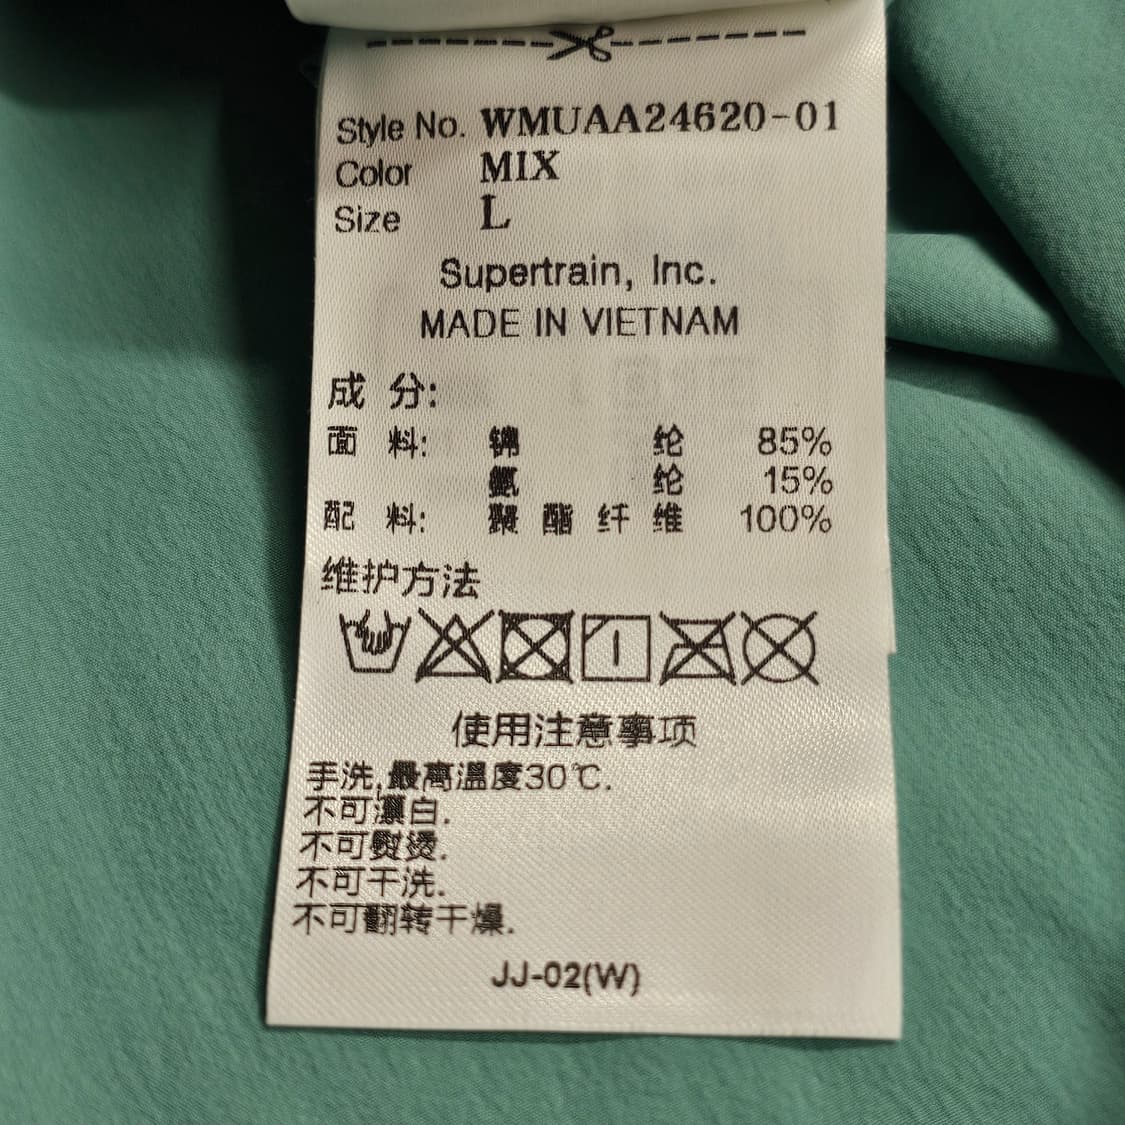 Style No. WMUAA24620-01
Color MIX
Size L
Supertrain, Inc.
MADE IN VIETNAM
成 分:
面 料: 锦 纶 85%
氨 纶 15%
配 料: 聚 酯 纤 维 100%
维护方法
使用注意事项
手洗,最高温度30℃.
不可漂白.
不可熨烫.
不可干洗.
不可翻转干燥.
JJ-02(W)